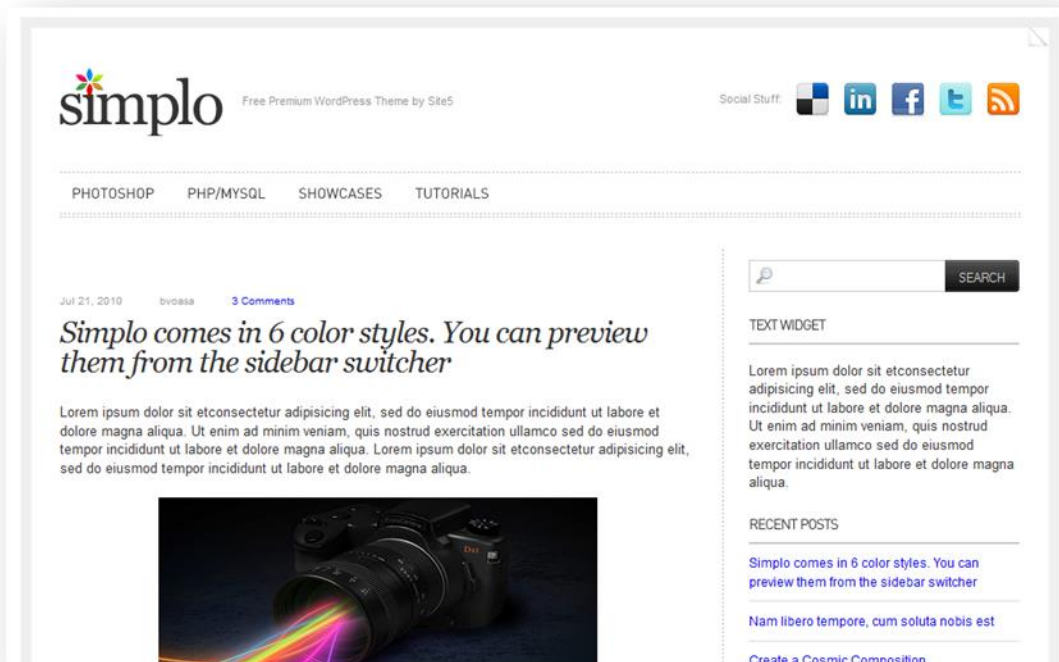 simplo
Free Premium WordPress Theme by Site5
Social Stuff:
in
f
t
PHOTOSHOP
PHP/MYSQL
SHOWCASES
TUTORIALS
Jul 21, 2010
bvoasa
3 Comments
Simplo comes in 6 color styles. You can preview
them from the sidebar switcher
Lorem ipsum dolor sit etconsectetur adipisicing elit, sed do eiusmod tempor incididunt ut labore et
dolore magna aliqua. Ut enim ad minim veniam, quis nostrud exercitation ullamco sed do eiusmod
tempor incididunt ut labore et dolore magna aliqua. Lorem ipsum dolor sit etconsectetur adipisicing elit,
sed do eiusmod tempor incididunt ut labore et dolore magna aliqua.
SEARCH
TEXT WIDGET
Lorem ipsum dolor sit etconsectetur
adipisicing elit, sed do eiusmod tempor
incididunt ut labore et dolore magna aliqua.
Ut enim ad minim veniam, quis nostrud
exercitation ullamco sed do eiusmod
tempor incididunt ut labore et dolore magna
aliqua.
RECENT POSTS
Simplo comes in 6 color styles. You can
preview them from the sidebar switcher
Nam libero tempore, cum soluta nobis est
Create a Cosmic Composition